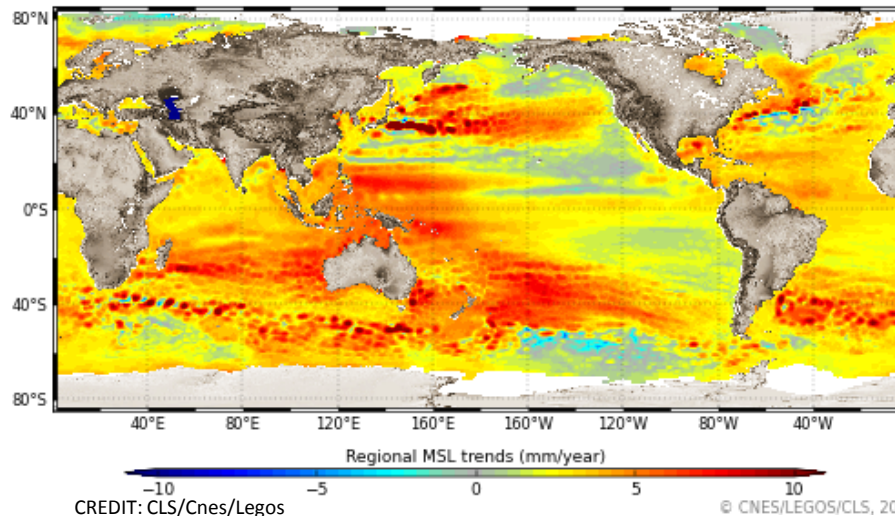 80°N
40°N
0°S
40°S
80°S
40°E 80°E 120°E 160°E 160°W 120°W 80°W 40°W
Regional MSL trends (mm/year)
−10 −5 0 5 10
CREDIT: CLS/Cnes/Legos
© CNES/LEGOS/CLS, 20